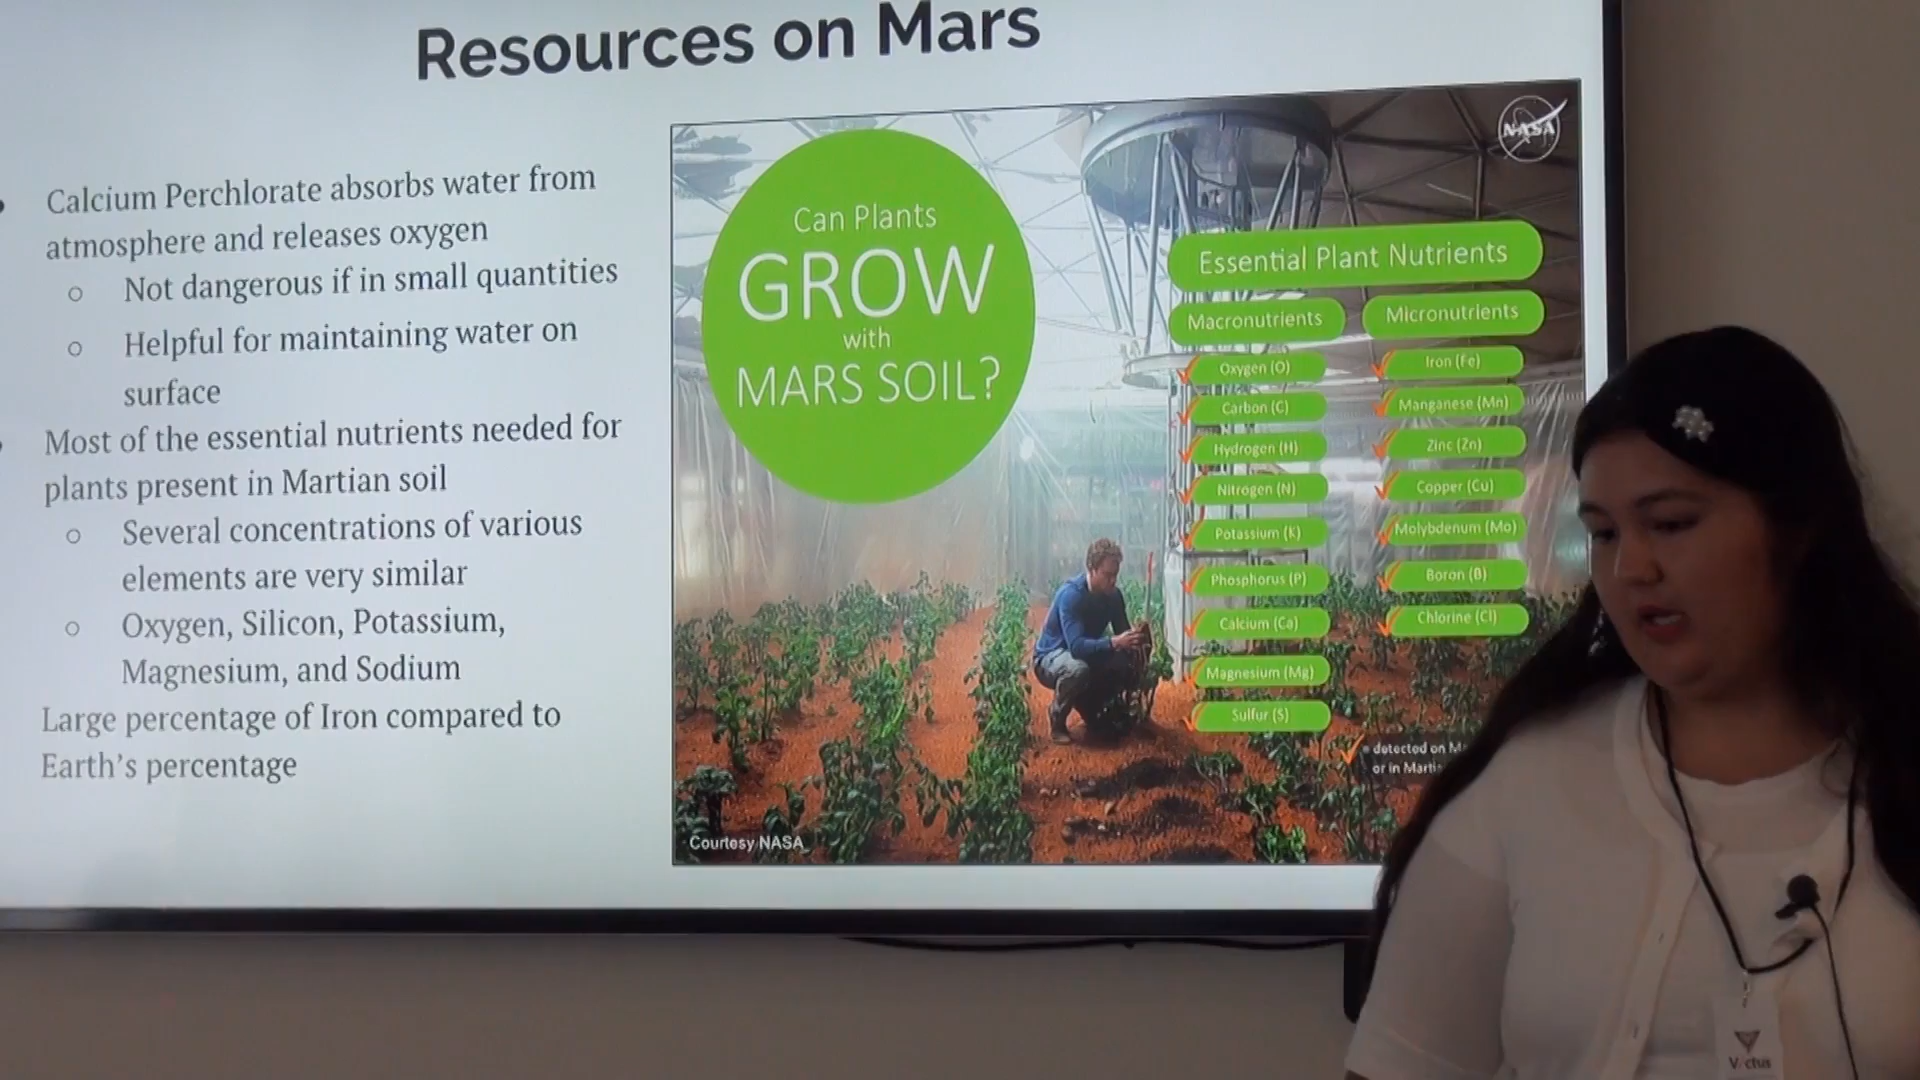 Resources on Mars
Calcium Perchlorate absorbs water from
atmosphere and releases oxygen
Not dangerous if in small quantities
Helpful for maintaining water on
surface
Most of the essential nutrients needed for
plants present in Martian soil
Several concentrations of various
elements are very similar
Oxygen, Silicon, Potassium,
Magnesium, and Sodium
Large percentage of Iron compared to
Earth's percentage
NASA
Can Plants
GROW
with
MARS SOIL?
Essential Plant Nutrients
Macronutrients
Oxygen (O)
Carbon (C)
Hydrogen (H)
Nitrogen (N)
Potassium (K)
Phosphorus (P)
Calcium (Ca)
Magnesium (Mg)
Sulfur (S)
Micronutrients
Iron (Fe)
Manganese (Mn)
Zinc (Zn)
Copper (Cu)
Molybdenum (Mo)
Boron (B)
Chlorine (Cl)
= detected on
or in
Courtesy NASA